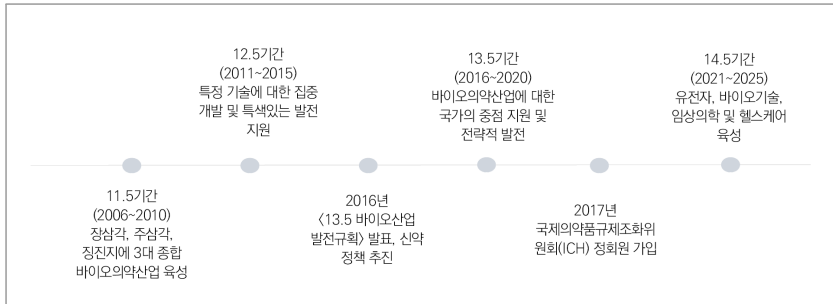 11.5기간
(2006~2010)
장삼각, 주삼각,
징진지에 3대 종합
바이오의약산업 육성
12.5기간
(2011~2015)
특정 기술에 대한 집중
개발 및 특색있는 발전
지원
2016년
<13.5 바이오산업
발전규획> 발표, 신약
정책 추진
13.5기간
(2016~2020)
바이오의약산업에 대한
국가의 중점 지원 및
전략적 발전
2017년
국제의약품규제조화위
원회(ICH) 정회원 가입
14.5기간
(2021~2025)
유전자, 바이오기술,
임상의학 및 헬스케어
육성